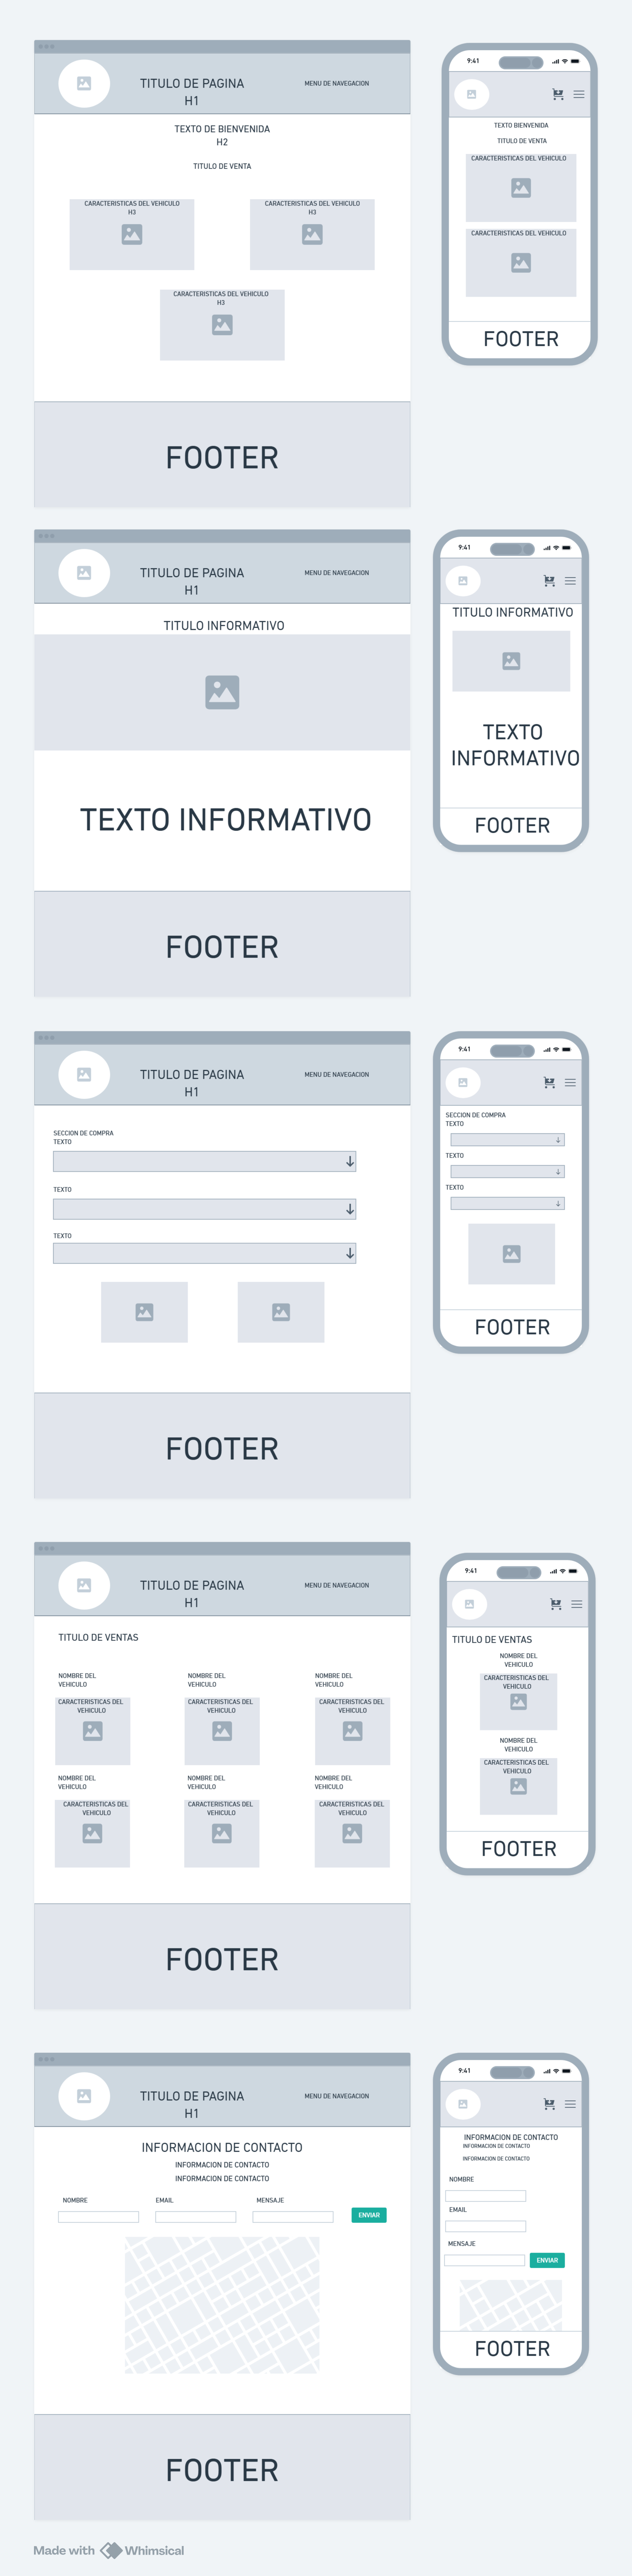 TITULO DE PAGINA
H1
MENU DE NAVEGACION
TEXTO DE BIENVENIDA
H2
TITULO DE VENTA
CARACTERISTICAS DEL VEHICULO
H3
CARACTERISTICAS DEL VEHICULO
H3
CARACTERISTICAS DEL VEHICULO
H3
FOOTER
9:41
TEXTO BIENVENIDA
TITULO DE VENTA
CARACTERISTICAS DEL VEHICULO
CARACTERISTICAS DEL VEHICULO
FOOTER
TITULO DE PAGINA
H1
MENU DE NAVEGACION
TITULO INFORMATIVO
TEXTO INFORMATIVO
FOOTER
9:41
TITULO INFORMATIVO
TEXTO
INFORMATIVO
FOOTER
TITULO DE PAGINA
H1
MENU DE NAVEGACION
SECCION DE COMPRA
TEXTO
TEXTO
TEXTO
FOOTER
9:41
SECCION DE COMPRA
TEXTO
TEXTO
TEXTO
FOOTER
TITULO DE PAGINA
H1
MENU DE NAVEGACION
TITULO DE VENTAS
NOMBRE DEL
VEHICULO
NOMBRE DEL
VEHICULO
NOMBRE DEL
VEHICULO
CARACTERISTICAS DEL
VEHICULO
CARACTERISTICAS DEL
VEHICULO
CARACTERISTICAS DEL
VEHICULO
NOMBRE DEL
VEHICULO
NOMBRE DEL
VEHICULO
NOMBRE DEL
VEHICULO
CARACTERISTICAS DEL
VEHICULO
CARACTERISTICAS DEL
VEHICULO
CARACTERISTICAS DEL
VEHICULO
FOOTER
9:41
TITULO DE VENTAS
NOMBRE DEL
VEHICULO
CARACTERISTICAS DEL
VEHICULO
NOMBRE DEL
VEHICULO
CARACTERISTICAS DEL
VEHICULO
FOOTER
TITULO DE PAGINA
H1
MENU DE NAVEGACION
INFORMACION DE CONTACTO
INFORMACION DE CONTACTO
INFORMACION DE CONTACTO
NOMBRE
EMAIL
MENSAJE
ENVIAR
FOOTER
9:41
INFORMACION DE CONTACTO
INFORMACION DE CONTACTO
INFORMACION DE CONTACTO
NOMBRE
EMAIL
MENSAJE
ENVIAR
FOOTER
Made with Whimsical